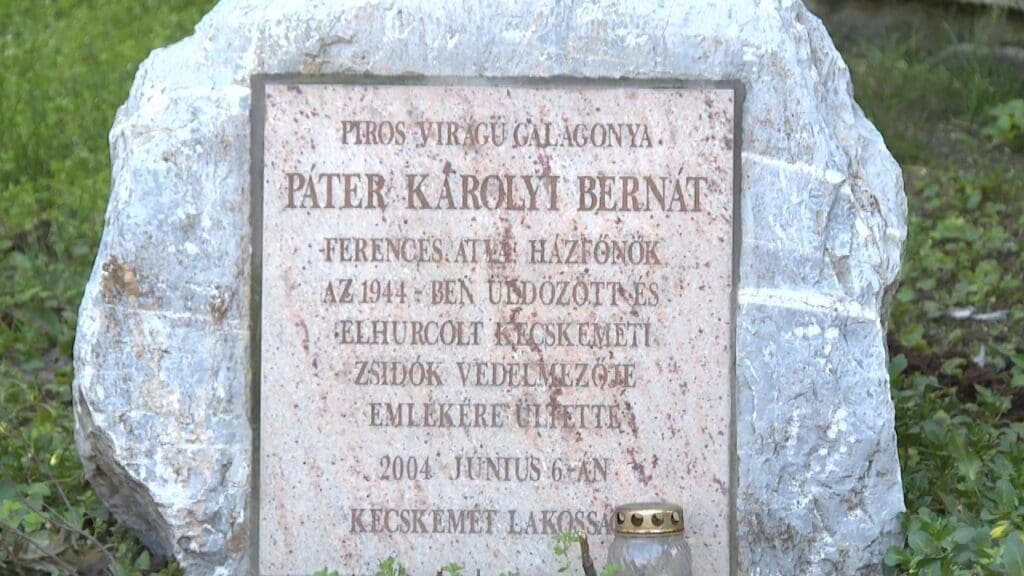 PIROS VIRÁGÚ GALAGONYA
PÁTER KÁROLYI BERNÁT
FERENCES ATYA HÁZFŐNÖK
AZ 1944-BEN ÜLDÖZÖTT ÉS
ELHURCOLT KECSKEMÉTI
ZSIDÓK VÉDELMEZŐJE
EMLÉKÉRE ÜLTETTE
2004 JÚNIUS 6-ÁN
KECSKEMÉT